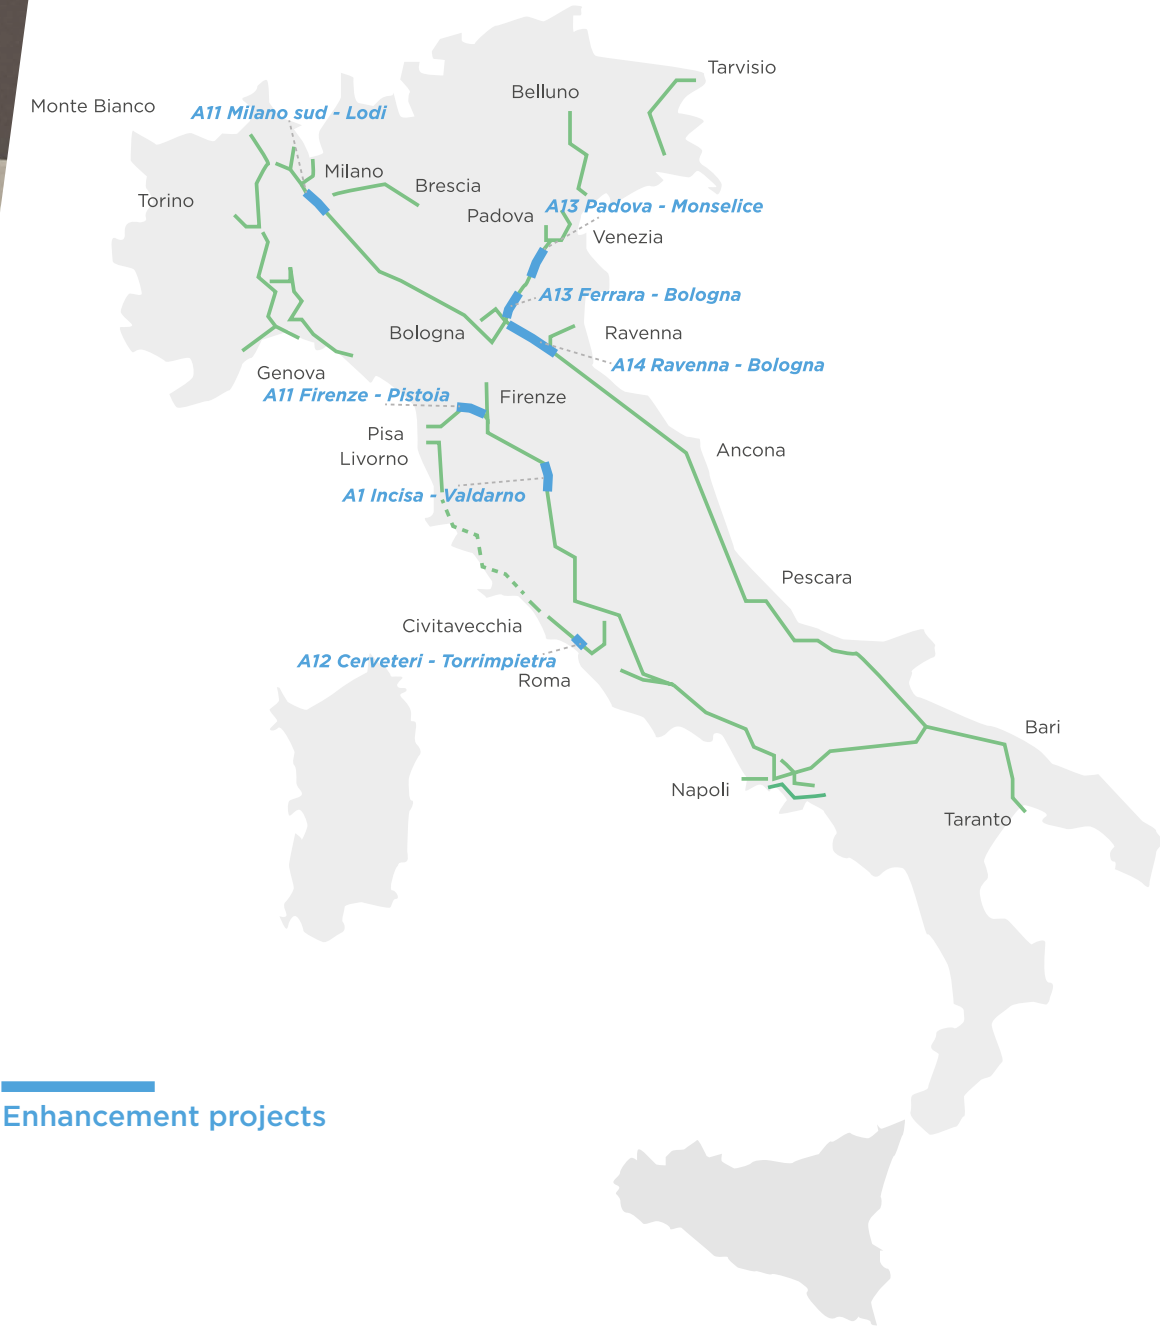 Tarvisio
Belluno
Monte Bianco
A11 Milano sud - Lodi
Milano
Brescia
Torino
A13 Padova - Monselice
Padova
Venezia
A13 Ferrara - Bologna
Bologna
Ravenna
A14 Ravenna - Bologna
Genova
A11 Firenze - Pistoia
Firenze
Pisa
Livorno
Ancona
A1 Incisa - Valdarno
Pescara
Civitavecchia
A12 Cerveteri - Torrimpietra
Roma
Bari
Napoli
Taranto
Enhancement projects